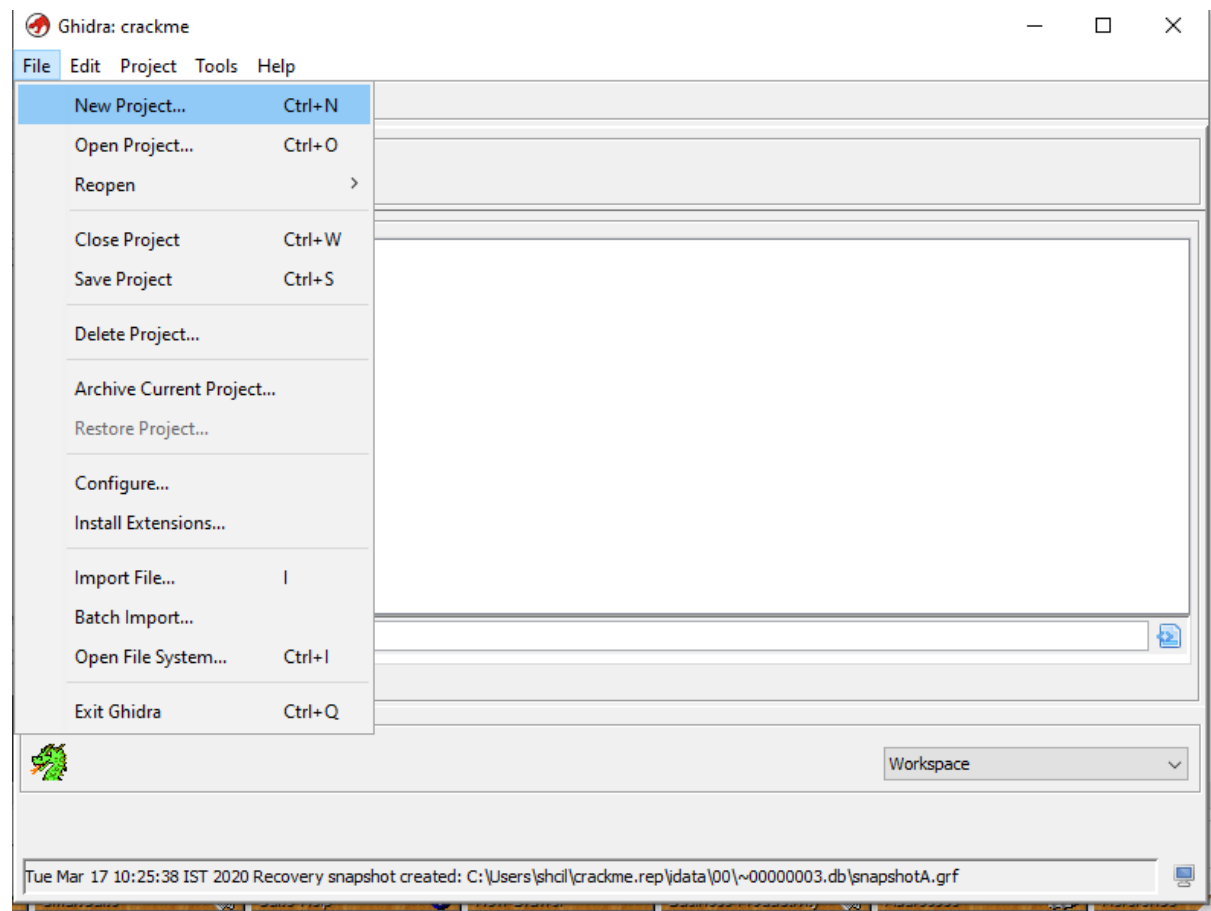 Ghidra: crackme
File Edit Project Tools Help
New Project... Ctrl+N
Open Project... Ctrl+O
Reopen
Close Project Ctrl+W
Save Project Ctrl+S
Delete Project...
Archive Current Project...
Restore Project...
Configure...
Install Extensions...
Import File... I
Batch Import...
Open File System... Ctrl+I
Exit Ghidra Ctrl+Q
Workspace
Tue Mar 17 10:25:38 IST 2020 Recovery snapshot created: C:\Users\shcil\crackme.rep\idata\00\~00000003.db\snapshotA.grf